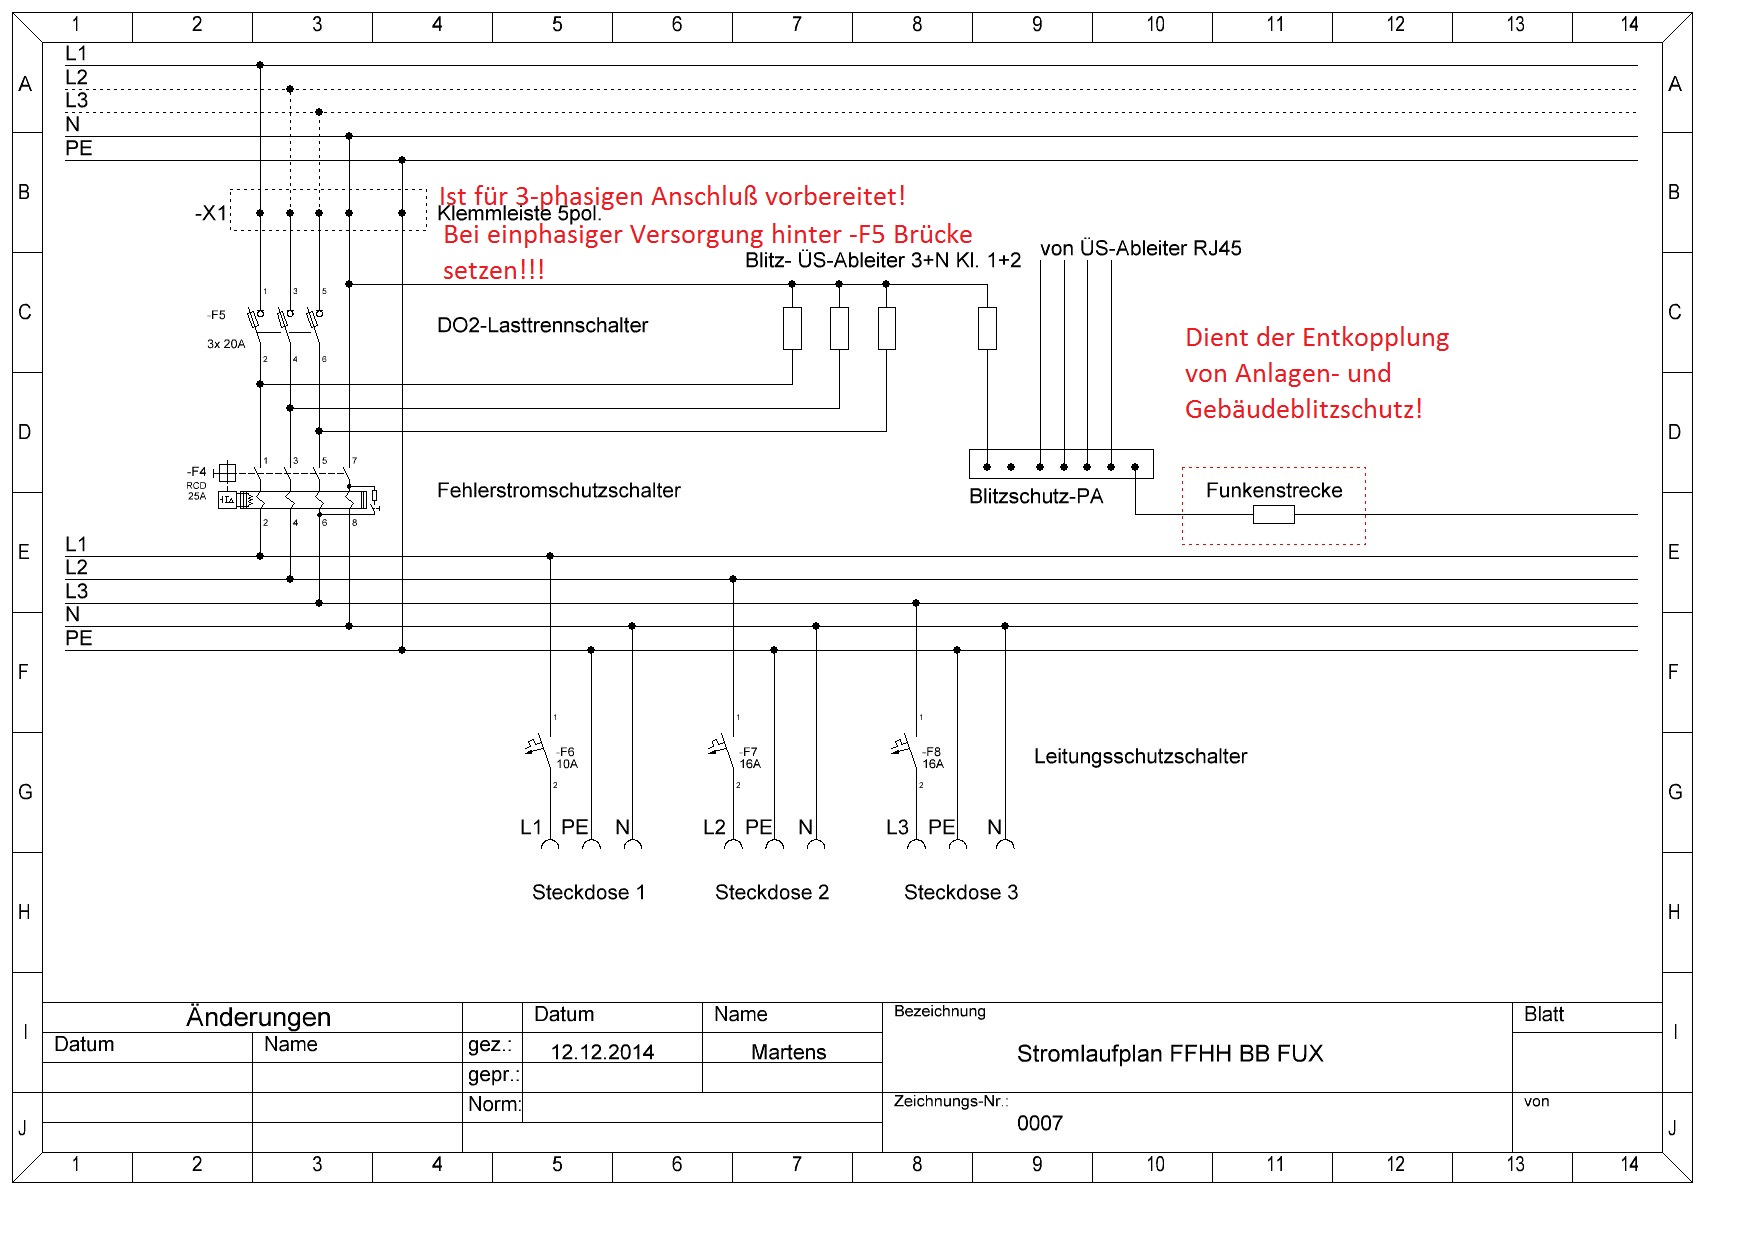 1 2 3 4 5 6 7 8 9 10 11 12 13 14
L1
A A
L2
L3
N
PE
B B
Ist für 3-phasigen Anschluß vorbereitet!
-X1
Klemmleiste 5pol.
Bei einphasiger Versorgung hinter -F5 Brücke
setzen!!!
von ÜS-Ableiter RJ45
Blitz- ÜS-Ableiter 3+N Kl. 1+2
1 3 5
C C
-F5
3x 20A
DO2-Lasttrennschalter
2 4 6
Dient der Entkopplung
von Anlagen- und
Gebäudeblitzschutz!
D D
1 3 5 7
-F4
RCD
25A
I∆
Fehlerstromschutzschalter
2 4 6 8
Blitzschutz-PA
Funkenstrecke
E E
L1
L2
L3
N
PE
F F
1 1 1
-F6
10A
-F7
16A
-F8
16A
Leitungsschutzschalter
2 2 2
G G
L1 PE N L2 PE N L3 PE N
Steckdose 1 Steckdose 2 Steckdose 3
H H
I I
Änderungen
Datum Name
Datum Name
gez.: 12.12.2014 Martens
gepr.:
Norm:
Bezeichnung
Stromlaufplan FFHH BB FUX
Zeichnungs-Nr.:
0007
Blatt
von
J J
1 2 3 4 5 6 7 8 9 10 11 12 13 14